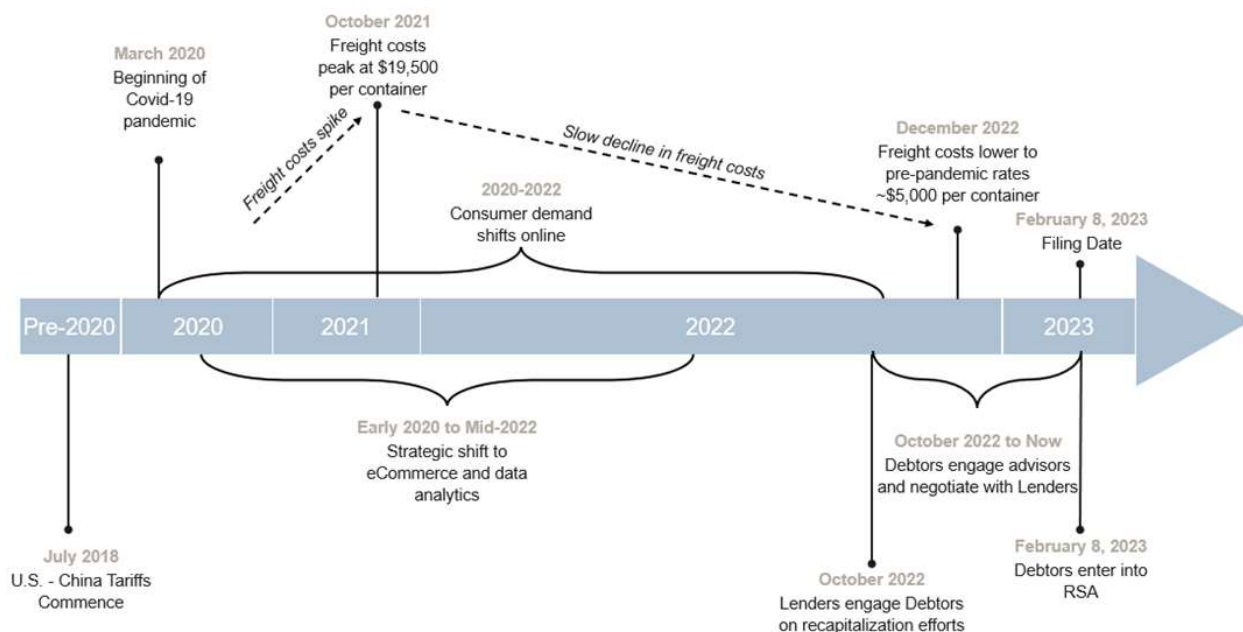 March 2020
Beginning of
Covid-19
pandemic
Freight costs spike
October 2021
Freight costs
peak at $19,500
per container
Slow decline in freight costs
2020-2022
Consumer demand
shifts online
December 2022
Freight costs lower to
pre-pandemic rates
~$5,000 per container
February 8, 2023
Filing Date
Pre-2020
2020
2021
2022
2023
July 2018
U.S. - China Tariffs
Commence
Early 2020 to Mid-2022
Strategic shift to
eCommerce and data
analytics
October 2022
Lenders engage Debtors
on recapitalization efforts
October 2022 to Now
Debtors engage advisors
and negotiate with Lenders
February 8, 2023
Debtors enter into
RSA